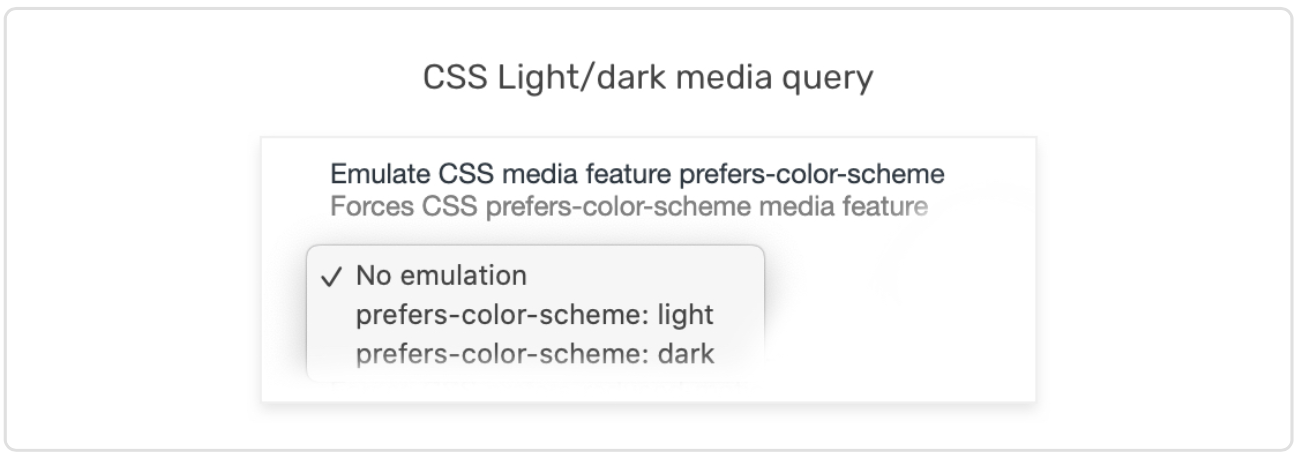 CSS Light/dark media query
Emulate CSS media feature prefers-color-scheme
Forces CSS prefers-color-scheme media feature
✓ No emulation
prefers-color-scheme: light
prefers-color-scheme: dark